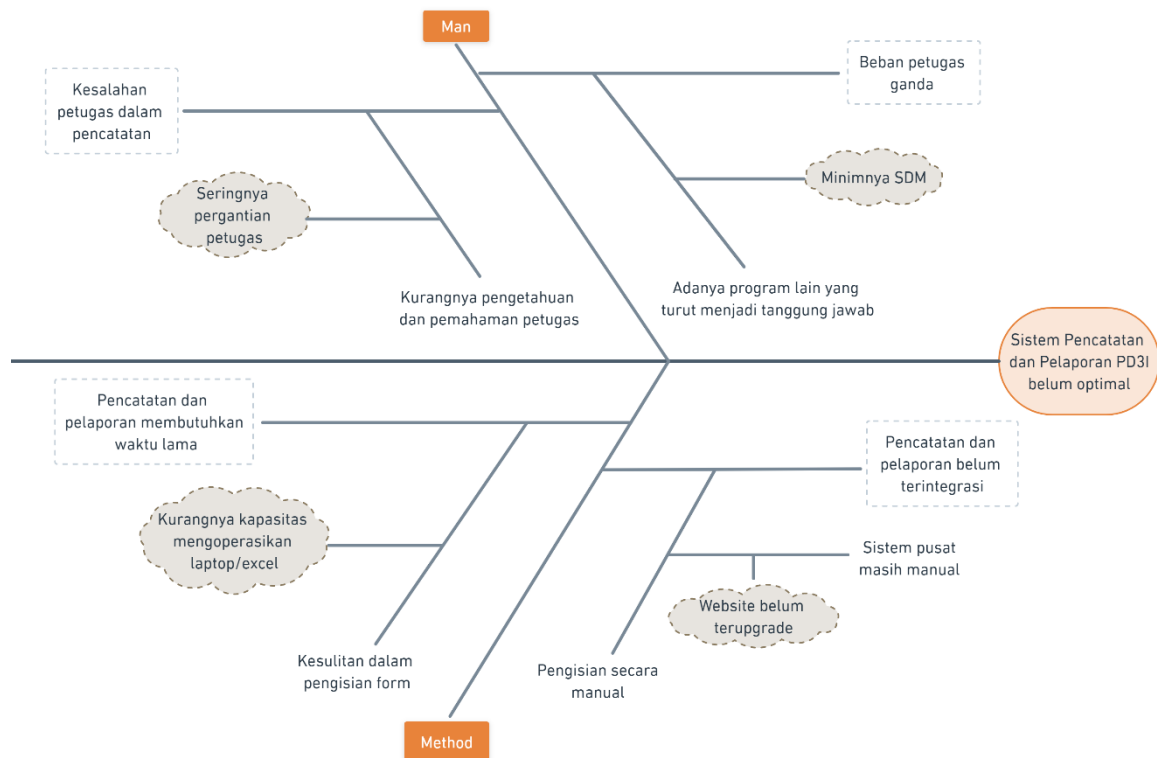 Man
Kesalahan
petugas dalam
pencatatan
Beban petugas
ganda
Seringnya
pergantian
petugas
Minimnya SDM
Kurangnya pengetahuan
dan pemahaman petugas
Adanya program lain yang
turut menjadi tanggung jawab
Sistem Pencatatan
dan Pelaporan PD3I
belum optimal
Pencatatan dan
pelaporan membutuhkan
waktu lama
Pencatatan dan
pelaporan belum
terintegrasi
Kurangnya kapasitas
mengoperasikan
laptop/excel
Sistem pusat
masih manual
Website belum
terupgrade
Kesulitan dalam
pengisian form
Pengisian secara
manual
Method